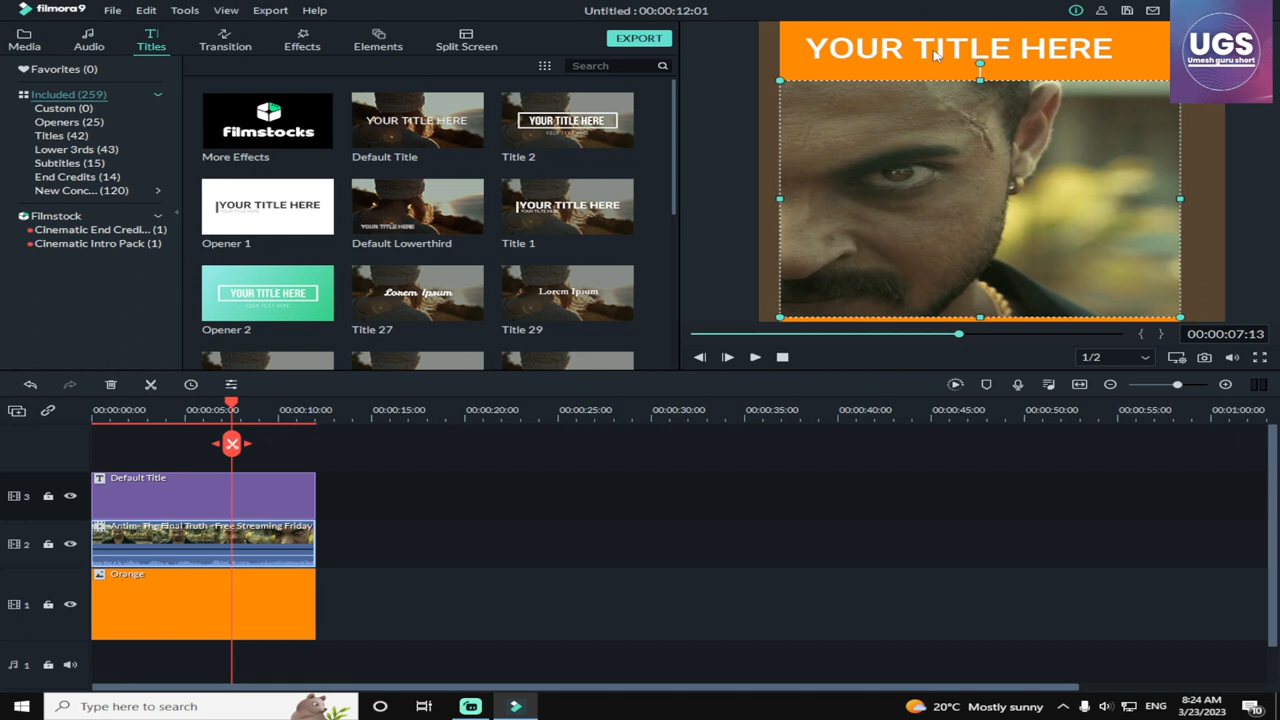 filmora9
File Edit Tools View Export Help
Untitled : 00:00:12:01
Media Audio Titles Transition Effects Elements Split Screen
EXPORT
Favorites (0)
Included (259)
Custom (0)
Openers (25)
Titles (42)
Lower 3rds (43)
Subtitles (15)
End Credits (14)
New Conc... (120)
Filmstock
Cinematic End Credi... (1)
Cinematic Intro Pack (1)
Search
filmstocks
More Effects
YOUR TITLE HERE
Default Title
YOUR TITLE HERE
Title 2
YOUR TITLE HERE
Opener 1
YOUR TITLE HERE
Default Lowerthird
YOUR TITLE HERE
Title 1
YOUR TITLE HERE
Opener 2
Lorem Ipsum
Title 27
Lorem Ipsum
Title 29
YOUR TITLE HERE
UGS
Umesh guru short
00:00:07:13
1/2
00:00:00:00 00:00:05:00 00:00:10:00 00:00:15:00 00:00:20:00 00:00:25:00 00:00:30:00 00:00:35:00 00:00:40:00 00:00:45:00 00:00:50:00 00:00:55:00 00:01:00:00
3
Default Title
2
Antim- The Final Truth -Free Streaming Friday
1
Orange
1
Type here to search
20°C Mostly sunny
ENG
8:24 AM
3/23/2023
10